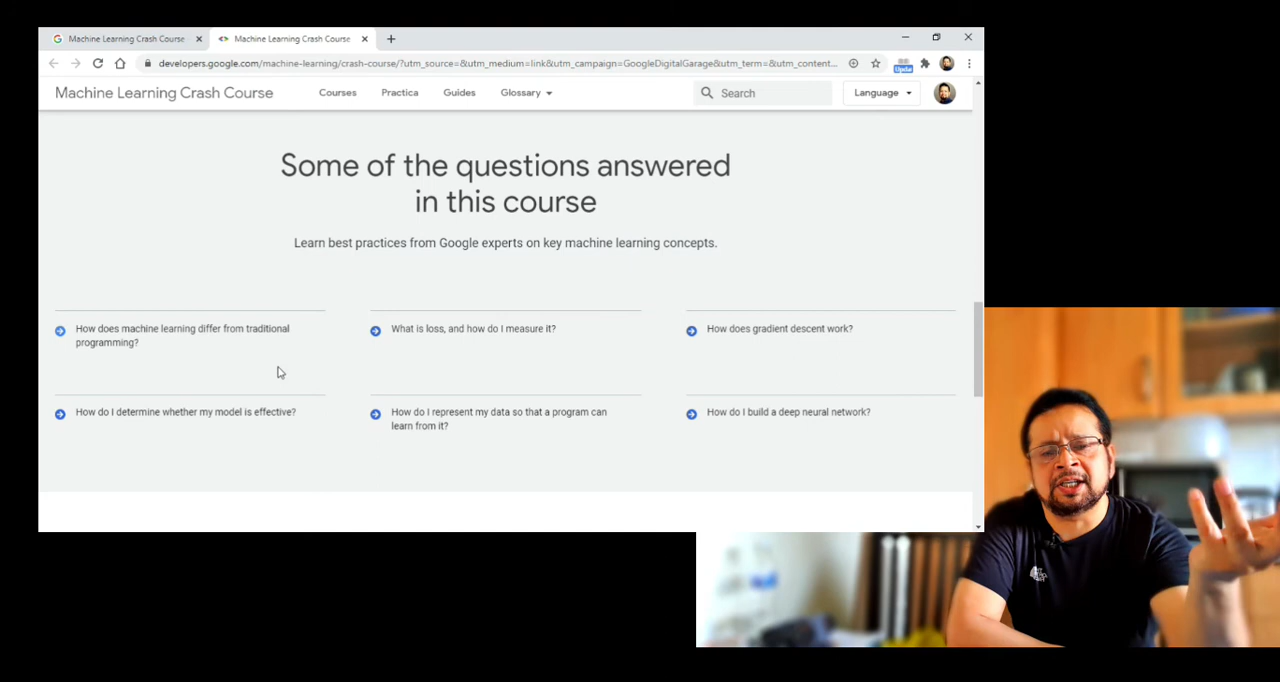 Machine Learning Crash Course
Machine Learning Crash Course
developers.google.com/machine-learning/crash-course/?utm_source=&utm_medium=link&utm_campaign=GoogleDigitalGarage&utm_term=&utm_content...
Update
Machine Learning Crash Course
Courses
Practica
Guides
Glossary
Search
Language
Some of the questions answered
in this course
Learn best practices from Google experts on key machine learning concepts.
How does machine learning differ from traditional
programming?
What is loss, and how do I measure it?
How does gradient descent work?
How do I determine whether my model is effective?
How do I represent my data so that a program can
learn from it?
How do I build a deep neural network?